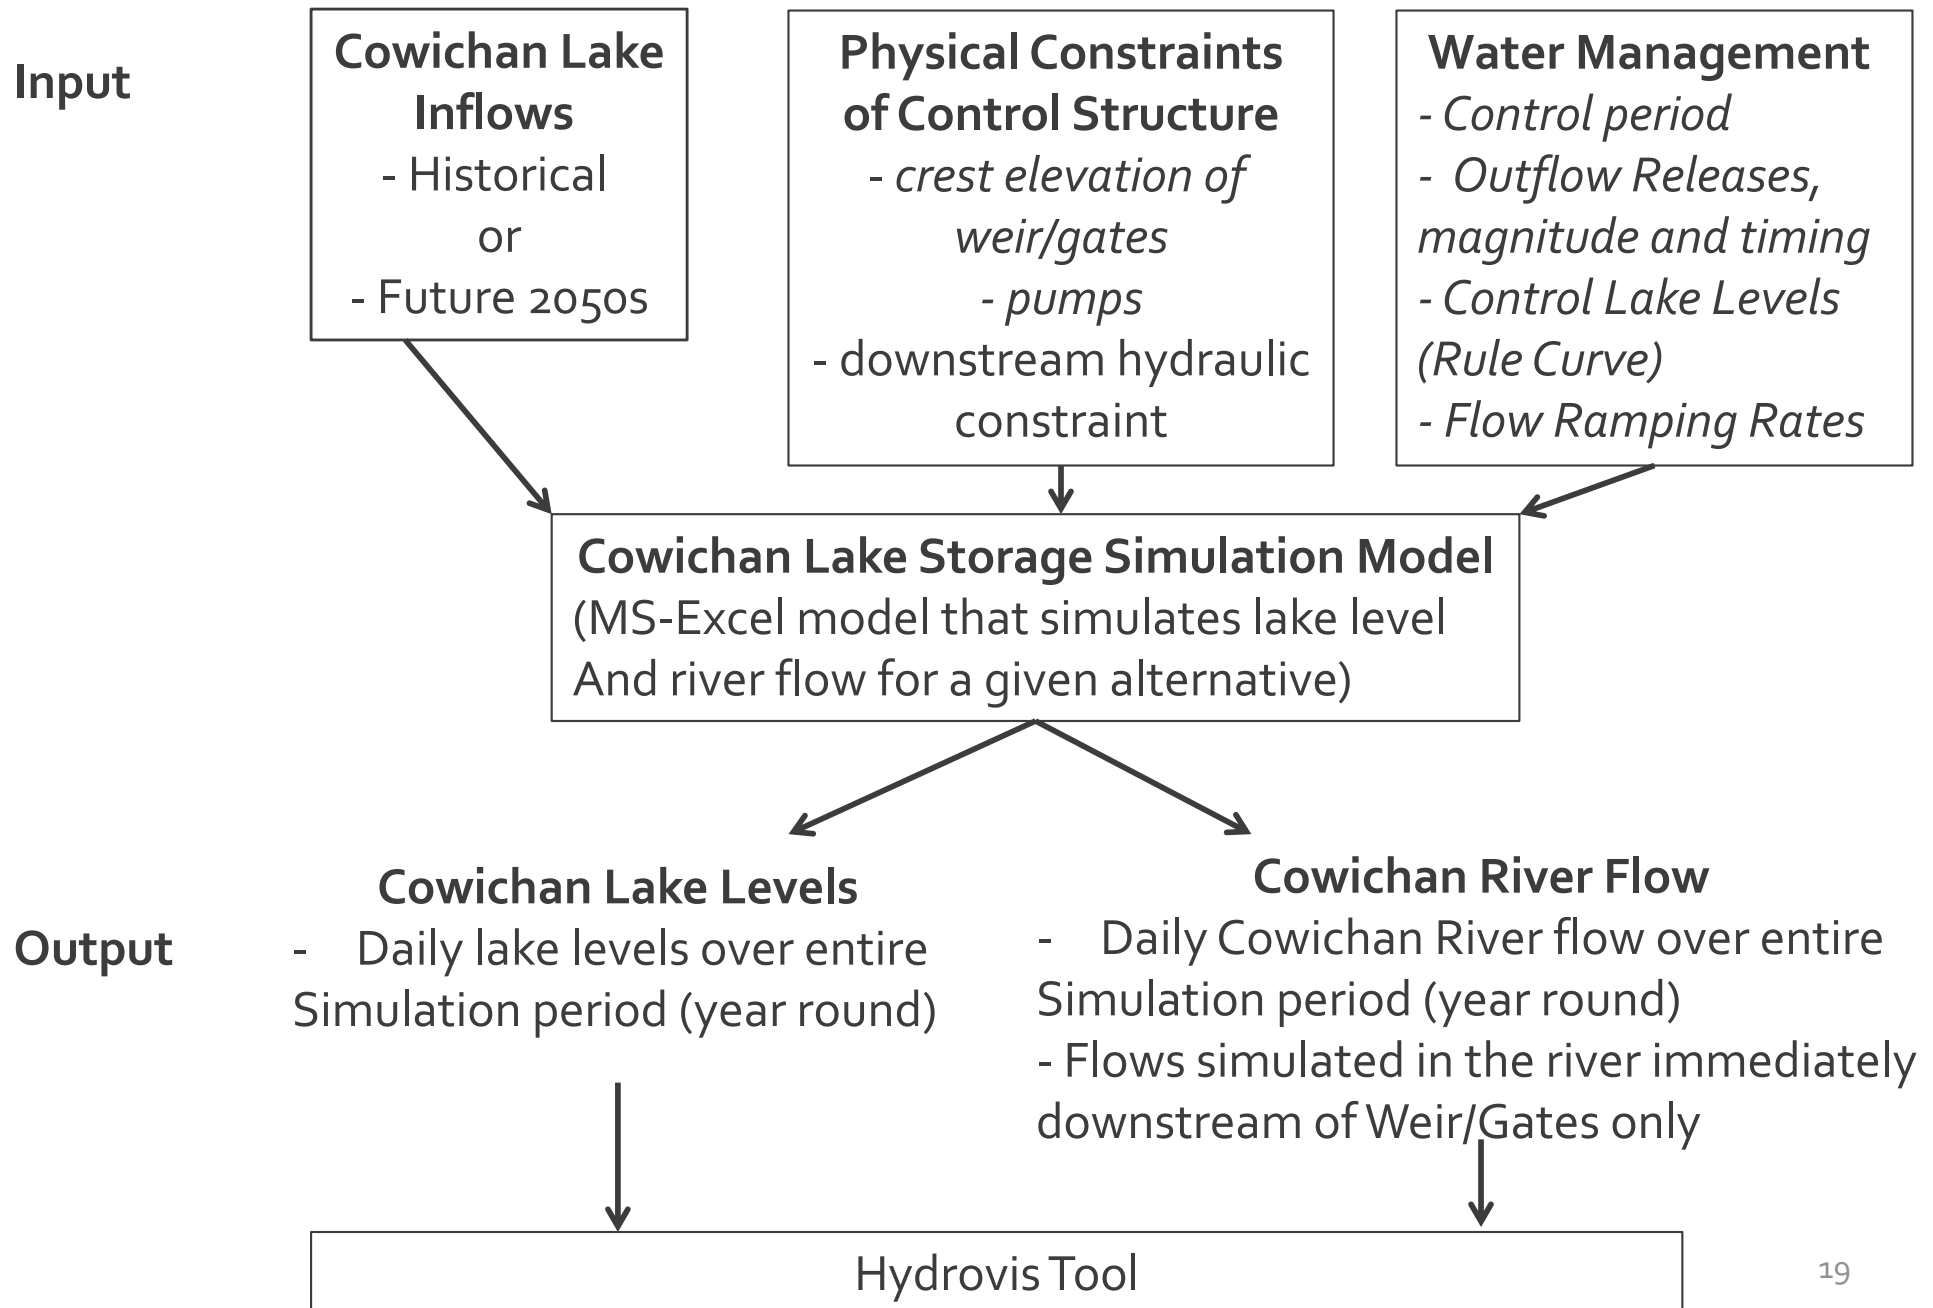 Input
Cowichan Lake
Inflows
- Historical
or
- Future 2050s
Physical Constraints
of Control Structure
- crest elevation of
weir/gates
- pumps
- downstream hydraulic
constraint
Water Management
- Control period
- Outflow Releases,
magnitude and timing
- Control Lake Levels
(Rule Curve)
- Flow Ramping Rates
Cowichan Lake Storage Simulation Model
(MS-Excel model that simulates lake level
And river flow for a given alternative)
Output
Cowichan Lake Levels
- Daily lake levels over entire
Simulation period (year round)
Cowichan River Flow
- Daily Cowichan River flow over entire
Simulation period (year round)
- Flows simulated in the river immediately
downstream of Weir/Gates only
Hydrovis Tool
19